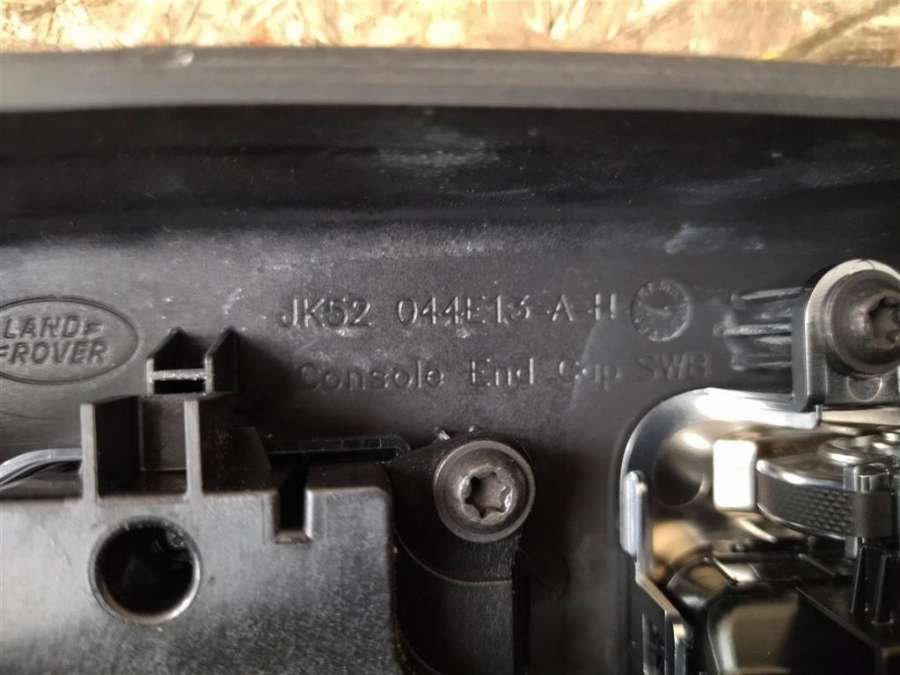 JK52 044E13-A-H
LAND
ROVER
Console End Cap SWB